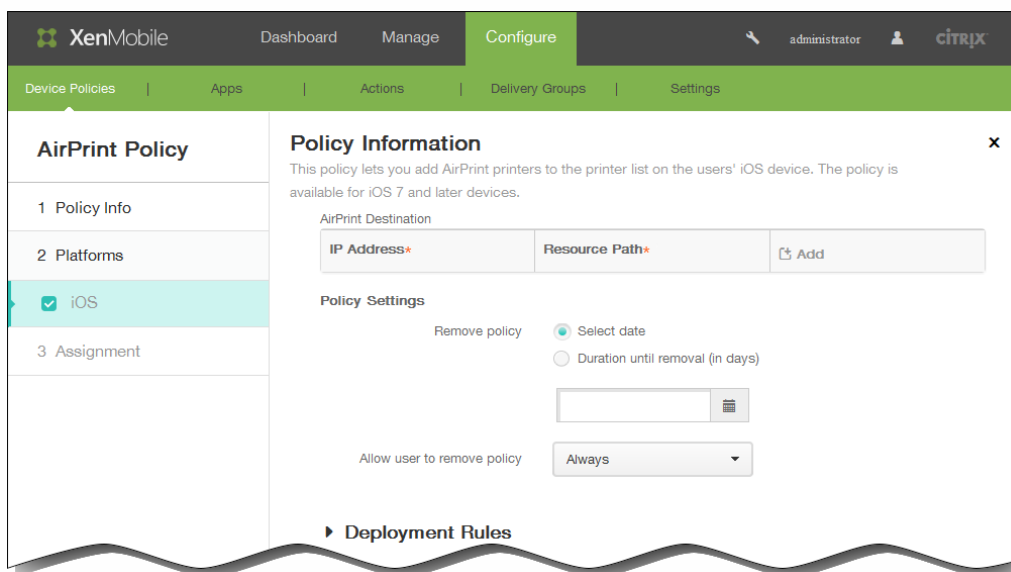 XenMobile
Dashboard
Manage
Configure
administrator
CİTRIX
Device Policies | Apps | Actions | Delivery Groups | Settings
AirPrint Policy
1 Policy Info
2 Platforms
iOS
3 Assignment
Policy Information
This policy lets you add AirPrint printers to the printer list on the users' iOS device. The policy is
available for iOS 7 and later devices.
AirPrint Destination
IP Address*
Resource Path*
Add
Policy Settings
Remove policy
Select date
Duration until removal (in days)
Allow user to remove policy
Always
Deployment Rules